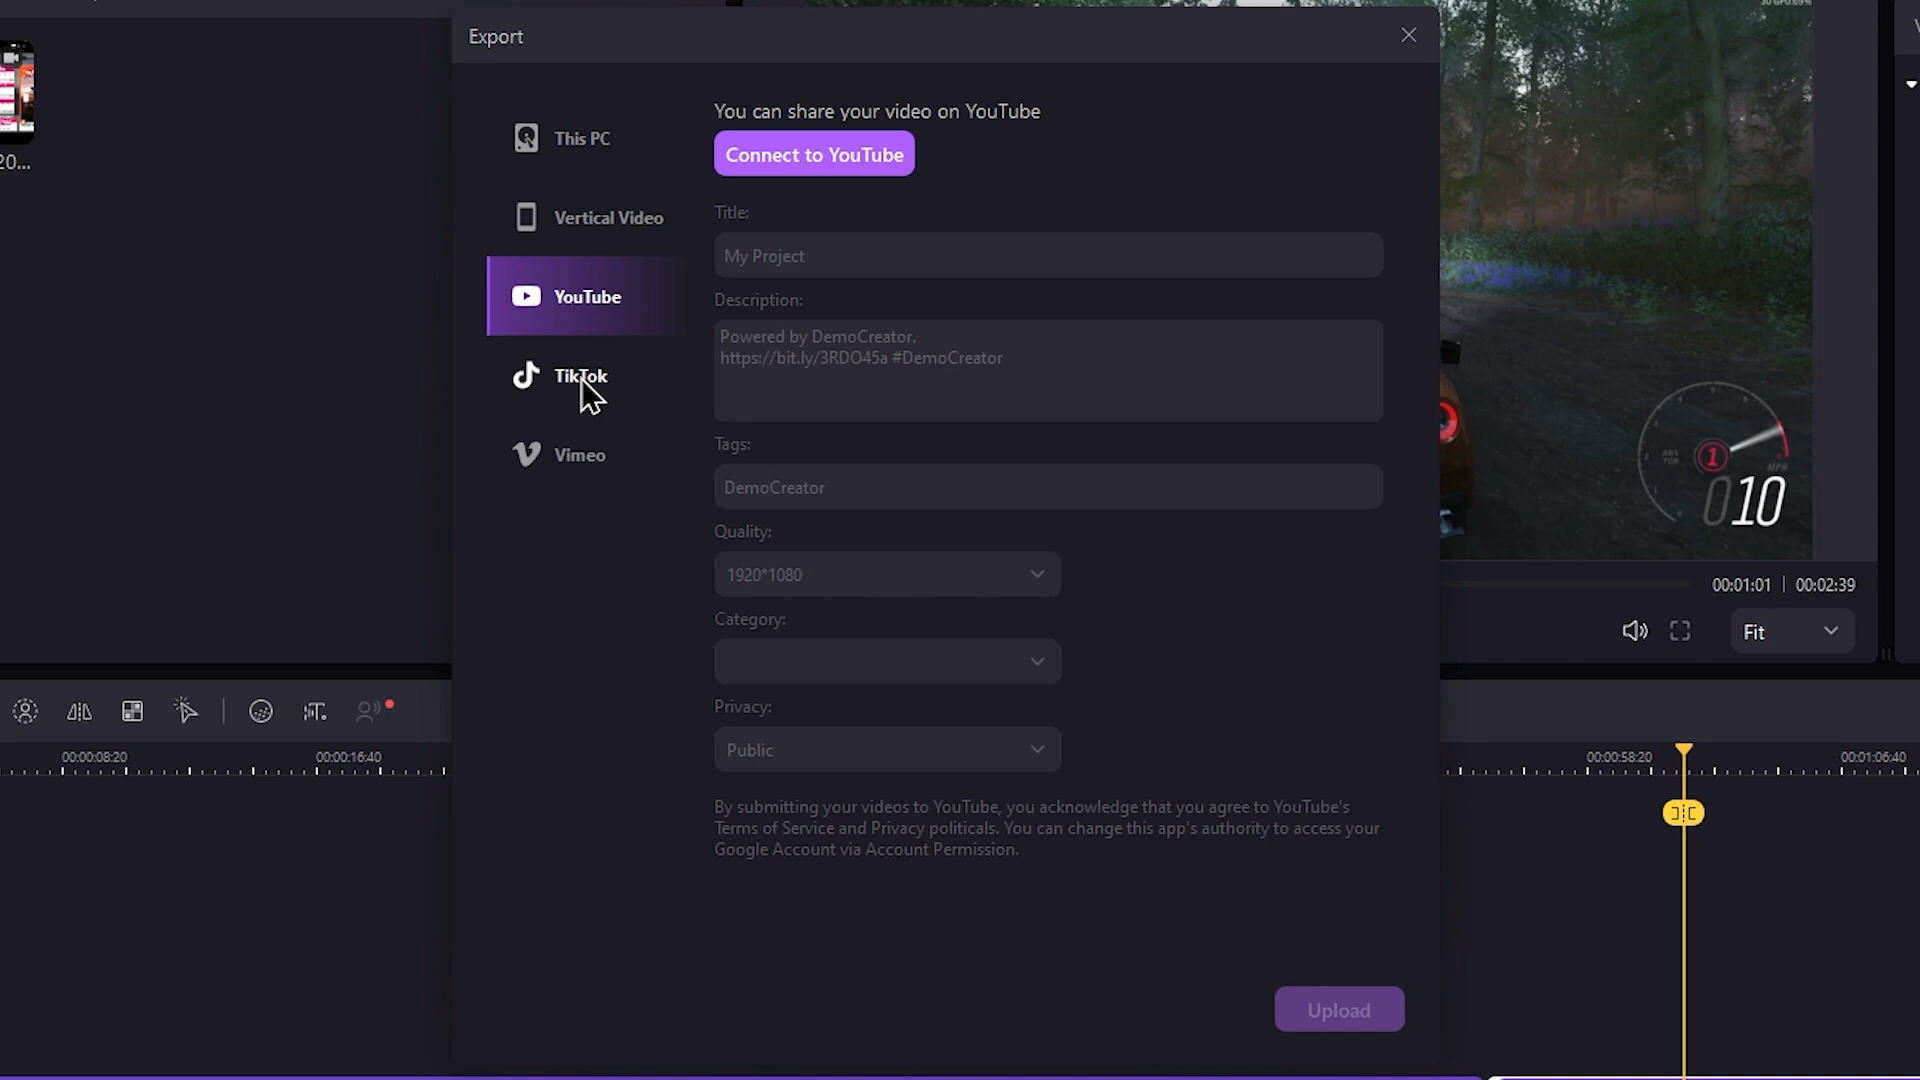 Export
20...
This PC
Vertical Video
YouTube
TikTok
Vimeo
You can share your video on YouTube
Connect to YouTube
Title:
My Project
Description:
Powered by DemoCreator.
https://bit.ly/3RDO45a #DemoCreator
Tags:
DemoCreator
Quality:
1920*1080
Category:
Privacy:
Public
By submitting your videos to YouTube, you acknowledge that you agree to YouTube's
Terms of Service and Privacy politicals. You can change this app's authority to access your
Google Account via Account Permission.
Upload
ABS
TCR
1
MPH
010
00:01:01 | 00:02:39
Fit
00:00:08:20
00:00:16:40
00:00:58:20
00:01:06:40